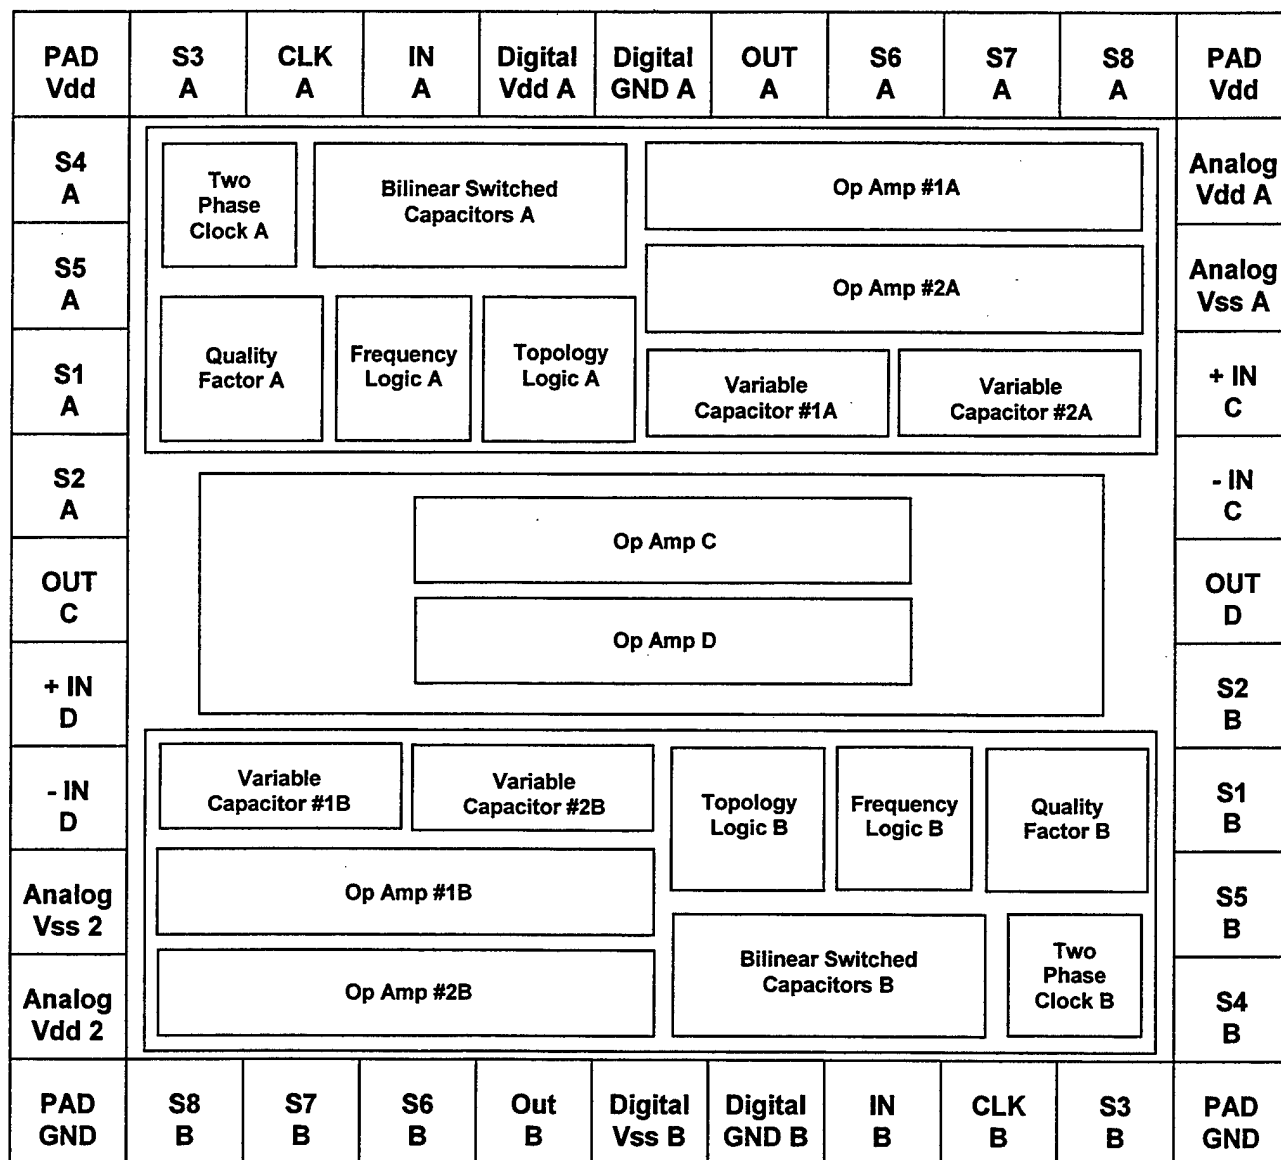 PAD
Vdd
S3
A
CLK
A
IN
A
Digital
Vdd A
Digital
GND A
OUT
A
S6
A
S7
A
S8
A
PAD
Vdd
S4
A
S5
A
S1
A
S2
A
OUT
C
+ IN
D
- IN
D
Analog
Vss 2
Analog
Vdd 2
Two
Phase
Clock A
Bilinear Switched
Capacitors A
Op Amp #1A
Op Amp #2A
Quality
Factor A
Frequency
Logic A
Topology
Logic A
Variable
Capacitor #1A
Variable
Capacitor #2A
Op Amp C
Op Amp D
Variable
Capacitor #1B
Variable
Capacitor #2B
Topology
Logic B
Frequency
Logic B
Quality
Factor B
Op Amp #1B
Op Amp #2B
Bilinear Switched
Capacitors B
Two
Phase
Clock B
Analog
Vdd A
Analog
Vss A
+ IN
C
- IN
C
OUT
D
S2
B
S1
B
S5
B
S4
B
PAD
GND
S8
B
S7
B
S6
B
Out
B
Digital
Vss B
Digital
GND B
IN
B
CLK
B
S3
B
PAD
GND